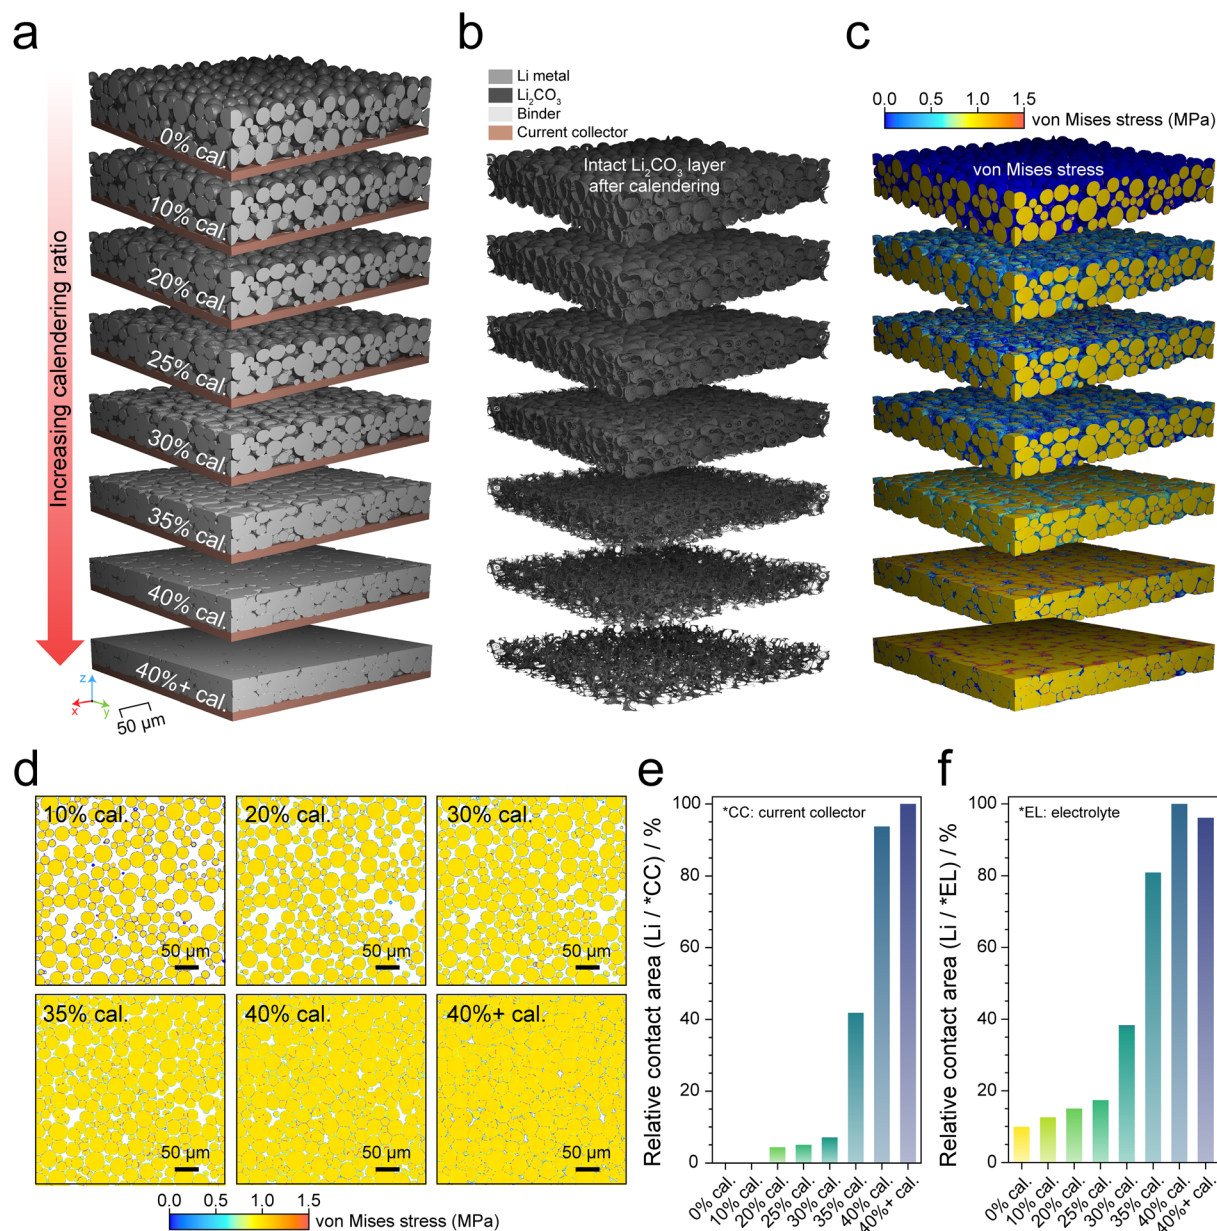 a
Increasing calendering ratio
0% cal.
10% cal.
20% cal.
25% cal.
30% cal.
35% cal.
40% cal.
40%+ cal.
z
x
y
50 µm
b
Li metal
Li₂CO₃
Binder
Current collector
Intact Li₂CO₃ layer
after calendering
c
0.0 0.5 1.0 1.5
von Mises stress (MPa)
von Mises stress
d
10% cal.
50 µm
20% cal.
50 µm
30% cal.
50 µm
35% cal.
50 µm
40% cal.
50 µm
40%+ cal.
50 µm
0.0 0.5 1.0 1.5
von Mises stress (MPa)
e
Relative contact area (Li / *CC) / %
100
80
60
40
20
0
*CC: current collector
0% cal.
10% cal.
20% cal.
25% cal.
30% cal.
35% cal.
40% cal.
40%+ cal.
f
Relative contact area (Li / *EL) / %
100
80
60
40
20
0
*EL: electrolyte
0% cal.
10% cal.
20% cal.
25% cal.
30% cal.
35% cal.
40% cal.
40%+ cal.